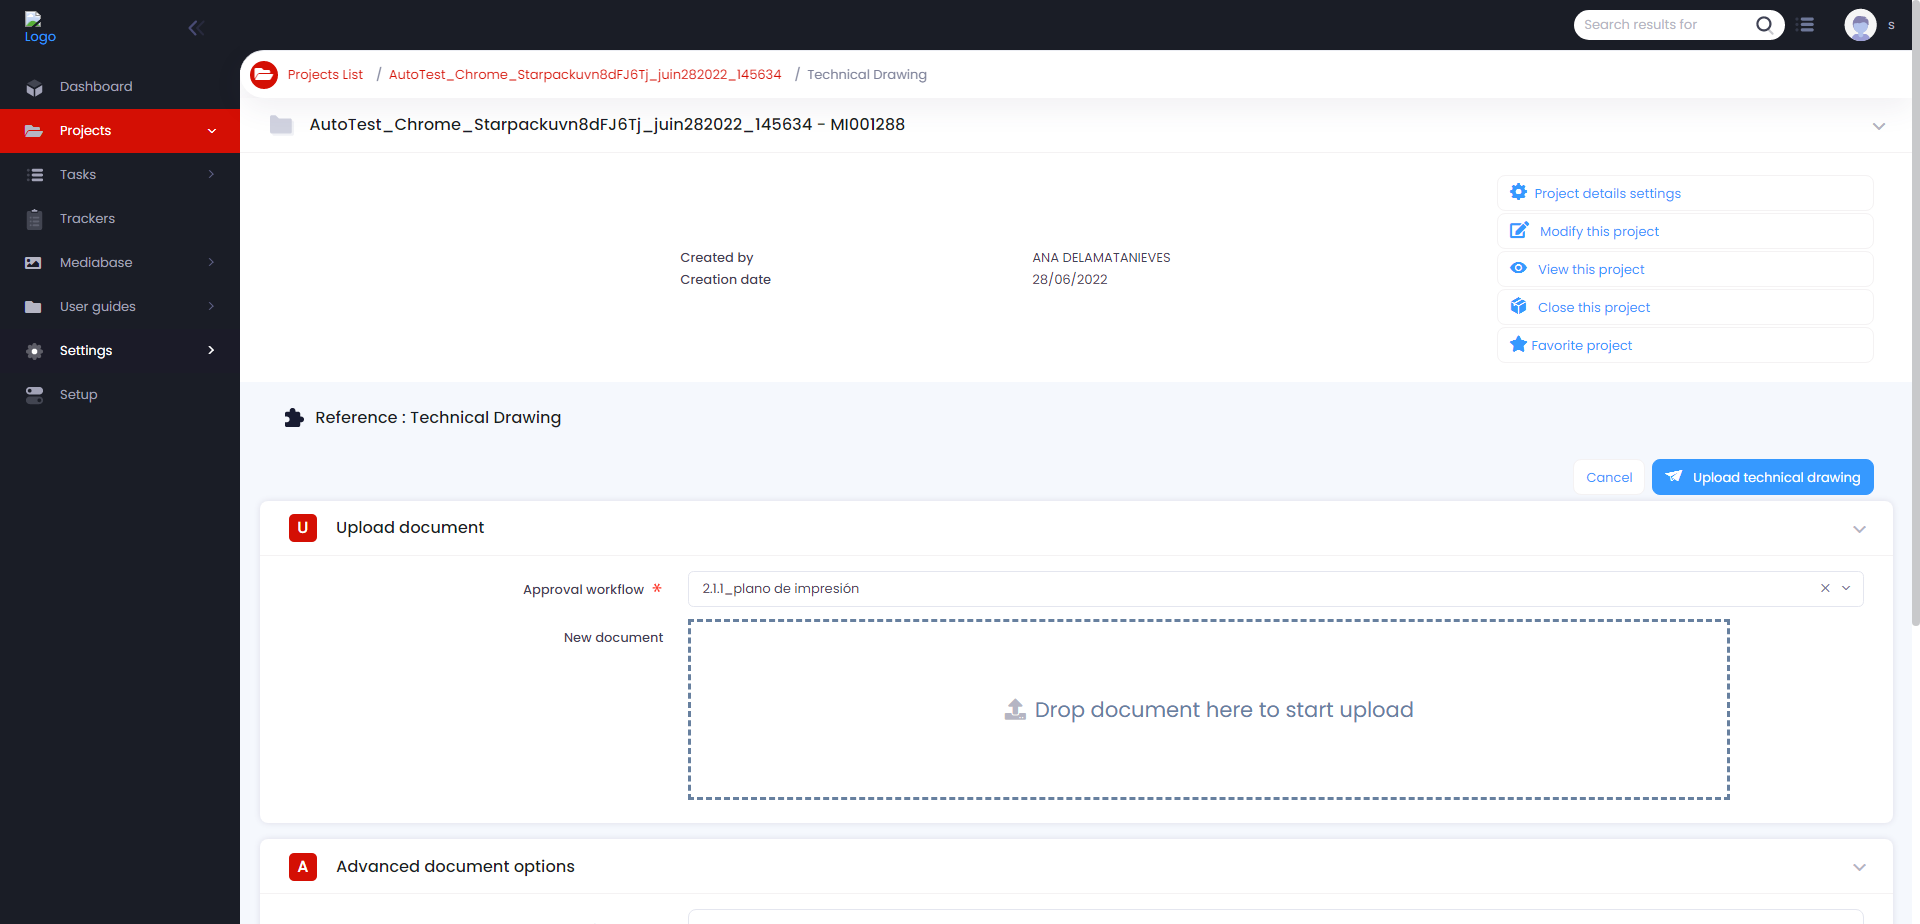 Logo
Search results for
s
Dashboard
Projects
Tasks
Trackers
Mediabase
User guides
Settings
Setup
Projects List / AutoTest_Chrome_Starpackuvn8dFJ6Tj_juin282022_145634 / Technical Drawing
AutoTest_Chrome_Starpackuvn8dFJ6Tj_juin282022_145634 - MI001288
Created by ANA DELAMATANIEVES
Creation date 28/06/2022
Project details settings
Modify this project
View this project
Close this project
Favorite project
Reference : Technical Drawing
Cancel
Upload technical drawing
U Upload document
Approval workflow * 2.1.1_plano de impresión
New document
Drop document here to start upload
A Advanced document options